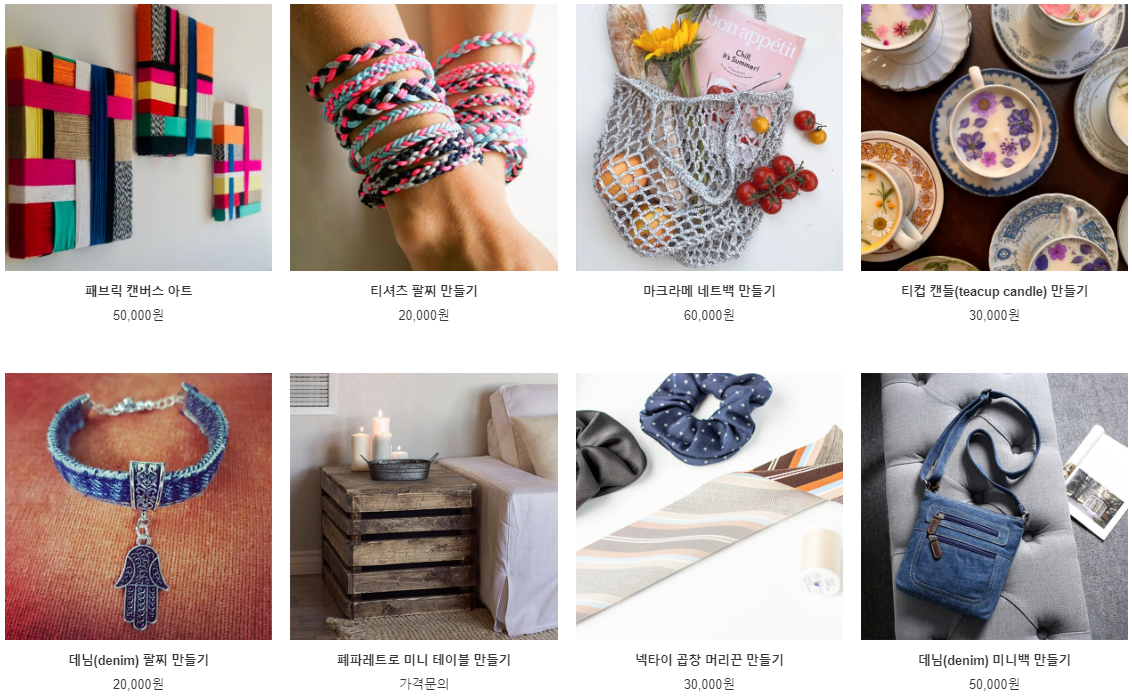 bon appétit
Chill,
It's Summer!
패브릭 캔버스 아트
50,000원
티셔츠 팔찌 만들기
20,000원
마크라메 네트백 만들기
60,000원
티컵 캔들(teacup candle) 만들기
30,000원
데님(denim) 팔찌 만들기
20,000원
폐파레트로 미니 테이블 만들기
가격문의
넥타이 곱창 머리끈 만들기
30,000원
데님(denim) 미니백 만들기
50,000원